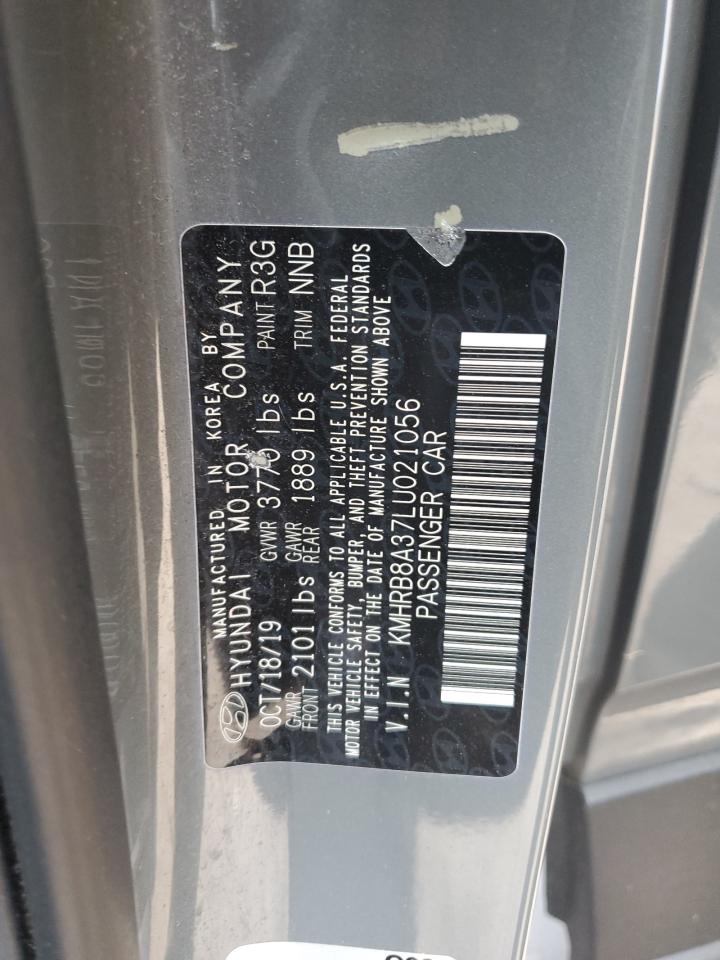 MANUFACTURED IN KOREA BY
HYUNDAI MOTOR COMPANY
OCT/18/19 GVWR 3770 lbs PAINT R3G
GAWR FRONT 2101 lbs GAWR REAR 1889 lbs TRIM NNB
THIS VEHICLE CONFORMS TO ALL APPLICABLE U.S.A. FEDERAL
MOTOR VEHICLE SAFETY, BUMPER, AND THEFT PREVENTION STANDARDS
IN EFFECT ON THE DATE OF MANUFACTURE SHOWN ABOVE
V.I.N : KMHRB8A37LU021056
PASSENGER CAR